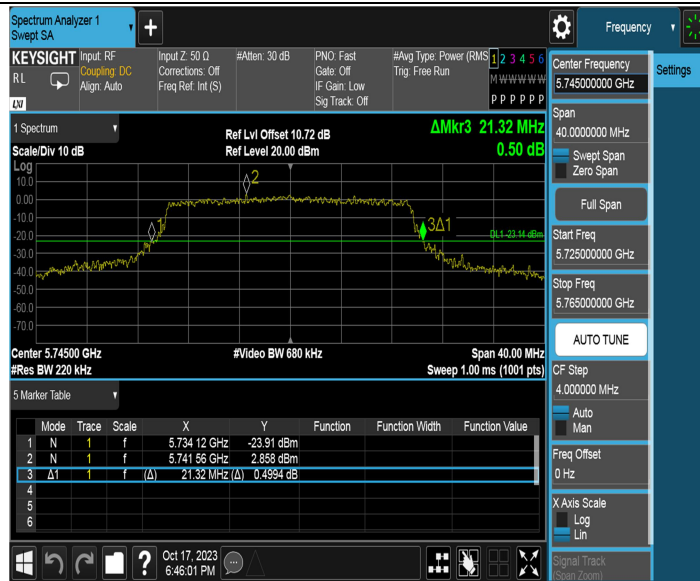 Spectrum Analyzer 1
Swept SA
+
Frequency
KEYSIGHT
Input: RF
Input Z: 50 Ω
#Atten: 30 dB
PNO: Fast
#Avg Type: Power (RMS
1 2 3 4 5 6
R L
Coupling: DC
Corrections: Off
Gate: Off
Trig: Free Run
M W W W W W
Align: Auto
Freq Ref: Int (S)
IF Gain: Low
Sig Track: Off
P P P P P P
LXI
1 Spectrum
Ref Lvl Offset 10.72 dB
ΔMkr3 21.32 MHz
Scale/Div 10 dB
Ref Level 20.00 dBm
0.50 dB
Log
10.0
0.00
-10.0
-20.0
-30.0
-40.0
-50.0
-60.0
-70.0
1
2
3Δ1
DL1 -23.14 dBm
Center 5.74500 GHz
#Video BW 680 kHz
Span 40.00 MHz
#Res BW 220 kHz
Sweep 1.00 ms (1001 pts)
5 Marker Table
Mode Trace Scale X Y Function Function Width Function Value
1 N 1 f 5.734 12 GHz -23.91 dBm
2 N 1 f 5.741 56 GHz 2.858 dBm
3 Δ1 1 f (Δ) 21.32 MHz (Δ) 0.4994 dB
4
5
6
?
Oct 17, 2023
6:46:01 PM
Center Frequency
5.745000000 GHz
Settings
Span
40.0000000 MHz
Swept Span
Zero Span
Full Span
Start Freq
5.725000000 GHz
Stop Freq
5.765000000 GHz
AUTO TUNE
CF Step
4.000000 MHz
Auto
Man
Freq Offset
0 Hz
X Axis Scale
Log
Lin
Signal Track
(Span Zoom)